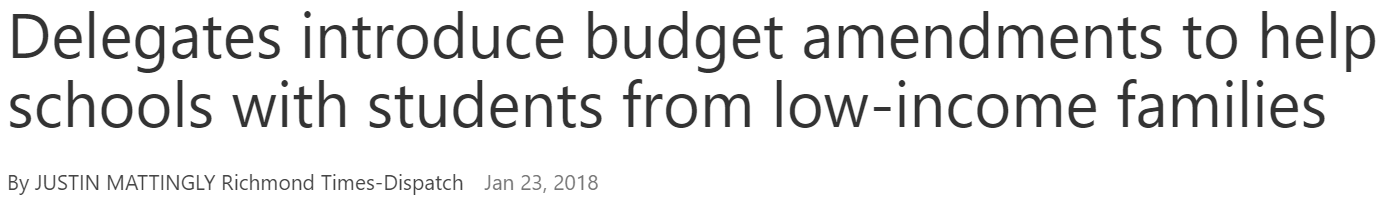 Delegates introduce budget amendments to help
schools with students from low-income families
By JUSTIN MATTINGLY Richmond Times-Dispatch Jan 23, 2018